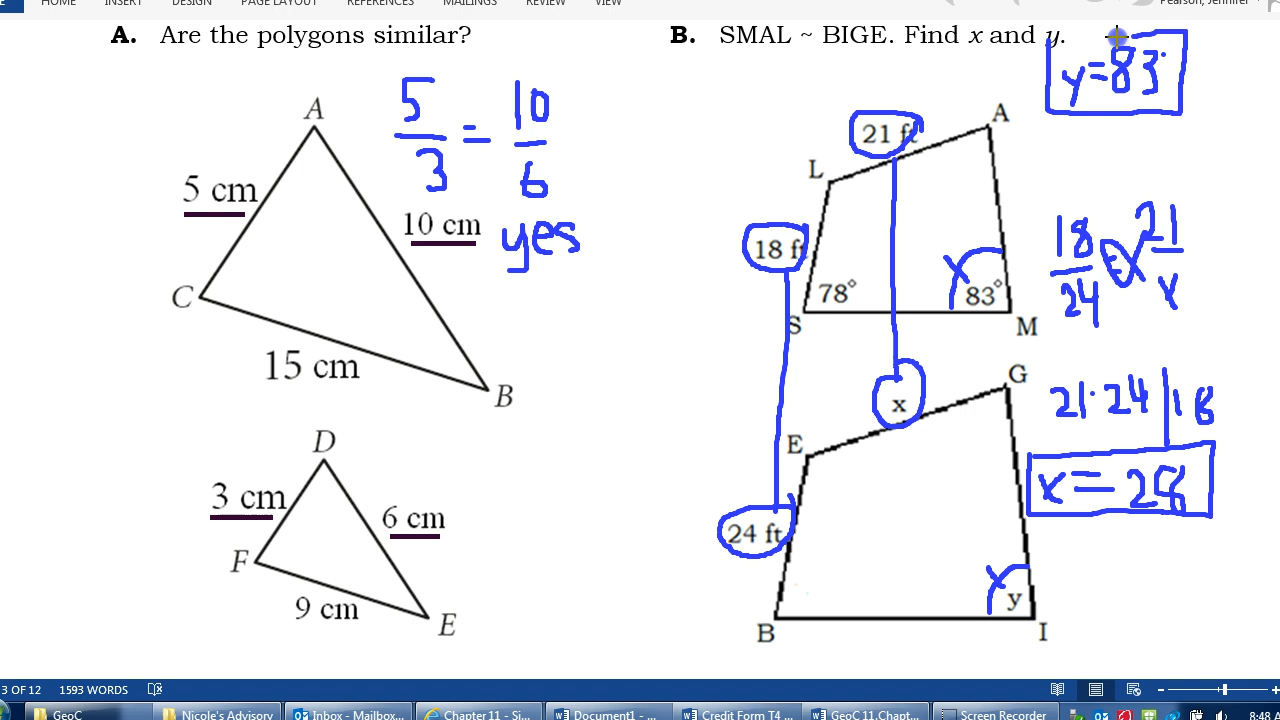 HOME INSERT DESIGN PAGE LAYOUT REFERENCES MAILINGS REVIEW VIEW Pearson, Jennifer
A. Are the polygons similar?
A
5 cm
10 cm
C
15 cm
B
5/3 = 10/6
yes
D
3 cm
6 cm
F
9 cm
E
B. SMAL ~ BIGE. Find x and y.
y=83°
21 ft
A
L
18 ft
78°
83°
S
M
18/24 = 21/x
x
G
E
21·24 | 18
x = 28
24 ft
y
B
I
3 OF 12 1593 WORDS
GeoC Nicole's Advisory Inbox - Mailbox... Chapter 11 - Si... Document1 - ... Credit Form T4 ... GeoC 11.Chapt... Screen Recorder